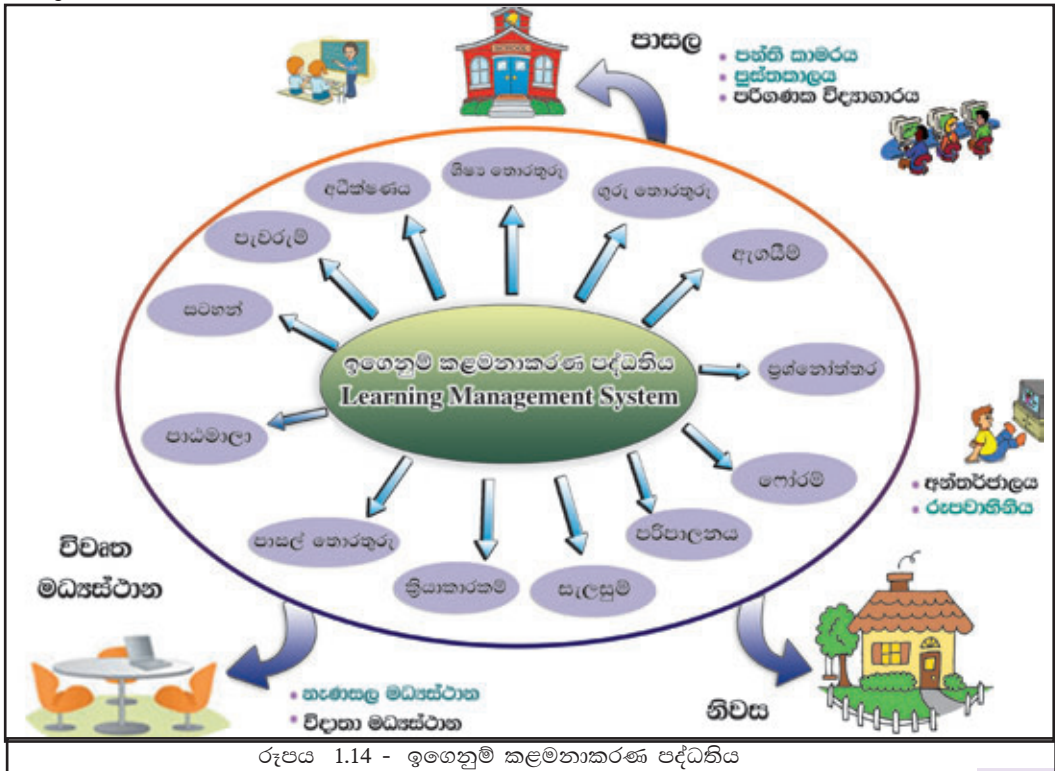 පාසල
• පන්ති කාමරය
• පුස්තකාලය
• පරිගණක විද්‍යාගාරය
SCHOOL
ශිෂ්‍ය තොරතුරු
අධීක්ෂණය
ගුරු තොරතුරු
පැවරුම්
ඇගයීම්
සටහන්
ඉගෙනුම් කළමනාකරණ පද්ධතිය
Learning Management System
ප්‍රශ්නෝත්තර
පාඨමාලා
ෆෝරම්
• අන්තර්ජාලය
• රූපවාහිනිය
පාසල් තොරතුරු
පරිපාලනය
ක්‍රියාකාරකම්
සැලසුම්
විවෘත
මධ්‍යස්ථාන
• නැණසල මධ්‍යස්ථාන
• විදාතා මධ්‍යස්ථාන
නිවස
රූපය 1.14 - ඉගෙනුම් කළමනාකරණ පද්ධතිය